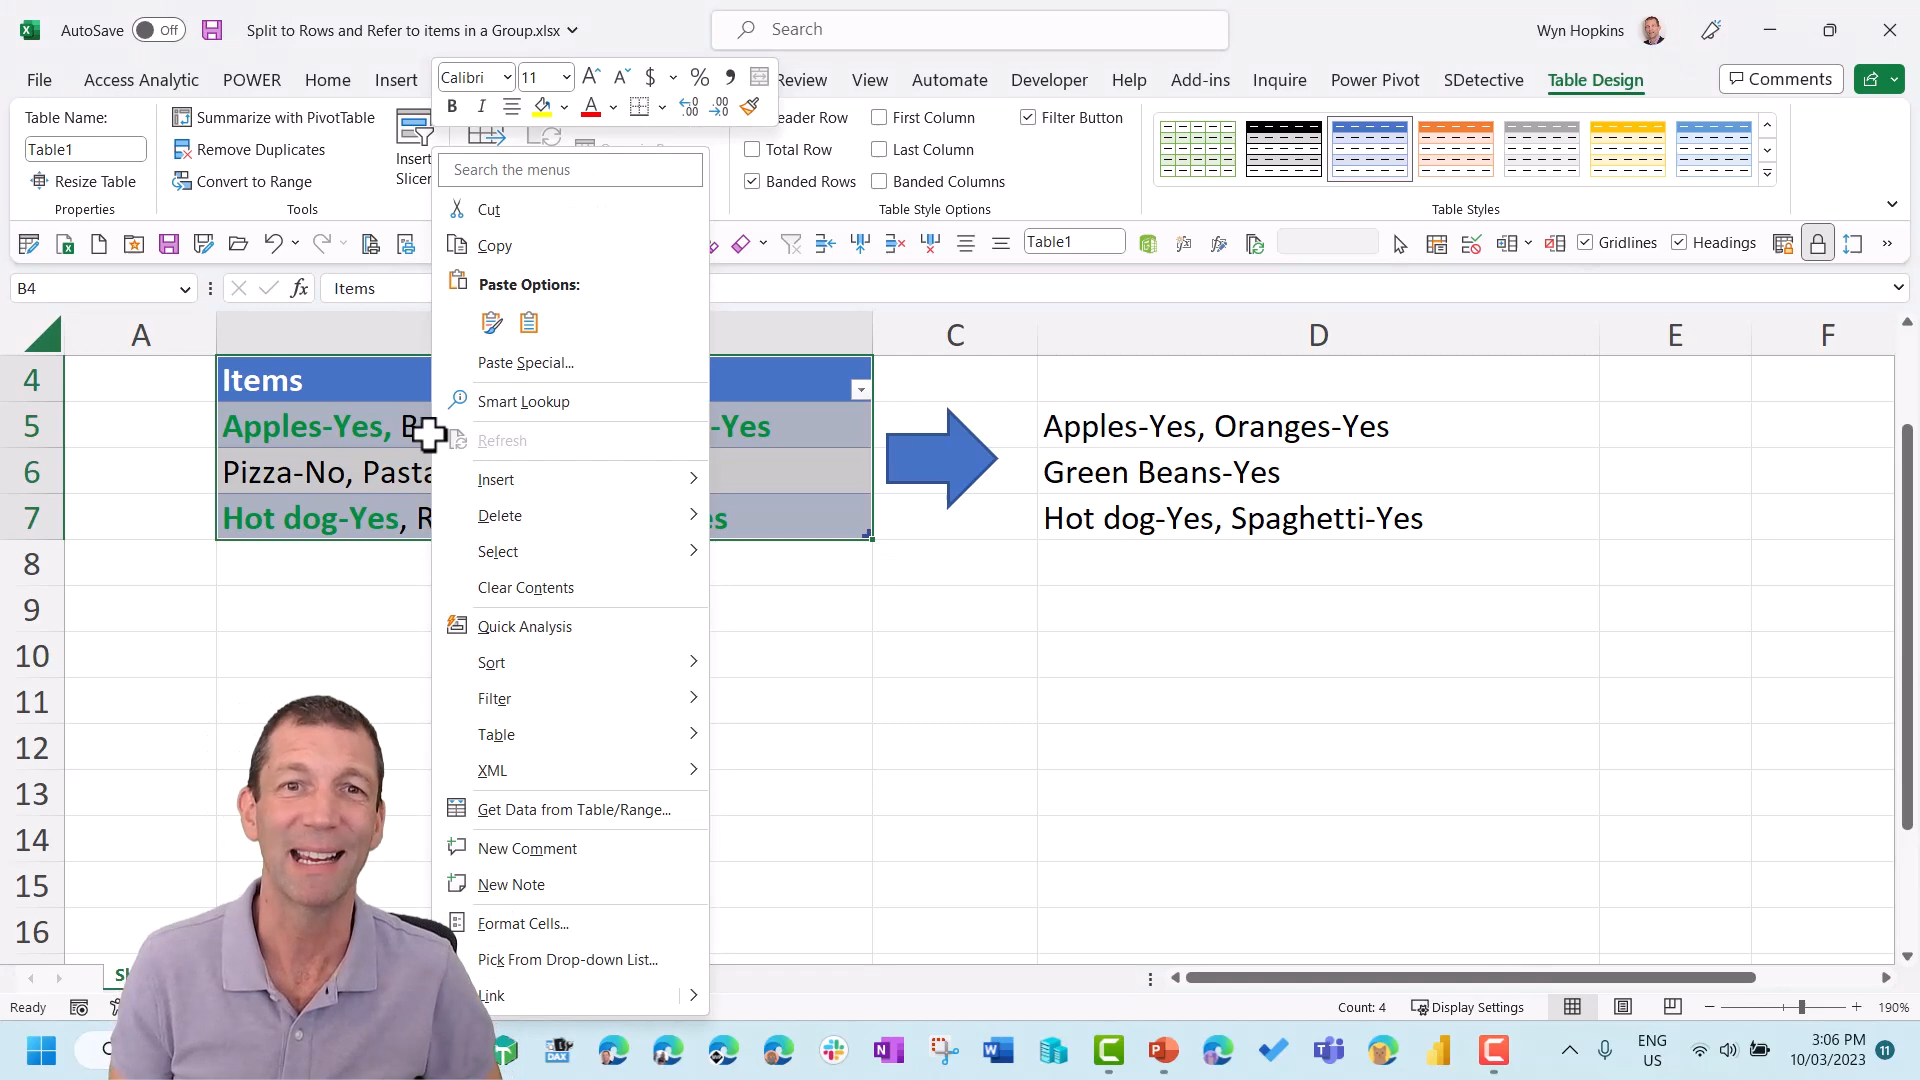 AutoSave Off Split to Rows and Refer to items in a Group.xlsx Search Wyn Hopkins
File Access Analytic POWER Home Insert Review View Automate Developer Help Add-ins Inquire Power Pivot SDetective Table Design Comments
Calibri 11 A A $ % ,
B I A
Table Name:
Table1
Resize Table
Properties
Summarize with PivotTable
Remove Duplicates
Convert to Range
Tools
Insert
Slicer
eader Row First Column Filter Button
Total Row Last Column
Banded Rows Banded Columns
Table Style Options
Table Styles
Table1 Gridlines Headings
B4 fx Items
A C D E F
4 Items
5 Apples-Yes, -Yes Apples-Yes, Oranges-Yes
6 Pizza-No, Pasta Green Beans-Yes
7 Hot dog-Yes, R es Hot dog-Yes, Spaghetti-Yes
8
9
10
11
12
13
14
15
16
Search the menus
Cut
Copy
Paste Options:
Paste Special...
Smart Lookup
Refresh
Insert
Delete
Select
Clear Contents
Quick Analysis
Sort
Filter
Table
XML
Get Data from Table/Range...
New Comment
New Note
Format Cells...
Pick From Drop-down List...
Link
Ready Count: 4 Display Settings 190%
DAX ENG
US
3:06 PM
10/03/2023 11